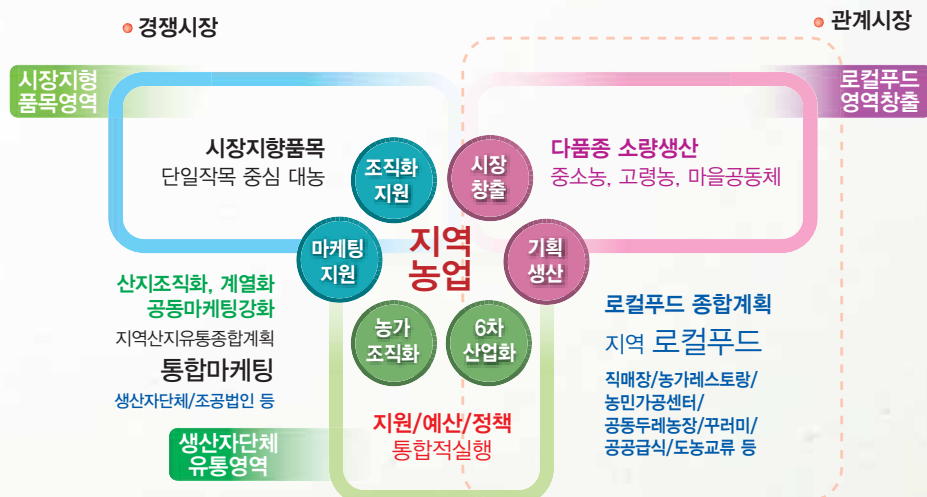 경쟁시장
관계시장
시장지형
품목영역
로컬푸드
영역창출
시장지향품목
단일작목 중심 대농
조직화
지원
시장
창출
다품종 소량생산
중소농, 고령농, 마을공동체
마케팅
지원
지역
농업
기획
생산
산지조직화, 계열화
공동마케팅강화
지역산지유통종합계획
통합마케팅
생산자단체/조공법인 등
농가
조직화
6차
산업화
로컬푸드 종합계획
지역 로컬푸드
직매장/농가레스토랑/
농민가공센터/
공동두레농장/꾸러미/
공공급식/도농교류 등
지원/예산/정책
통합적실행
생산자단체
유통영역